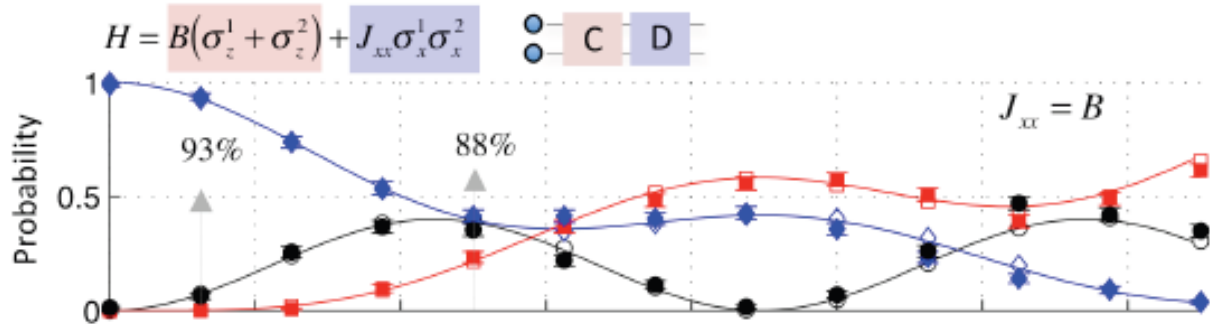 H = B(σ_z^1 + σ_z^2) + J_xx σ_x^1 σ_x^2
C D
J_xx = B
1
93%
88%
0.5
0
Probability